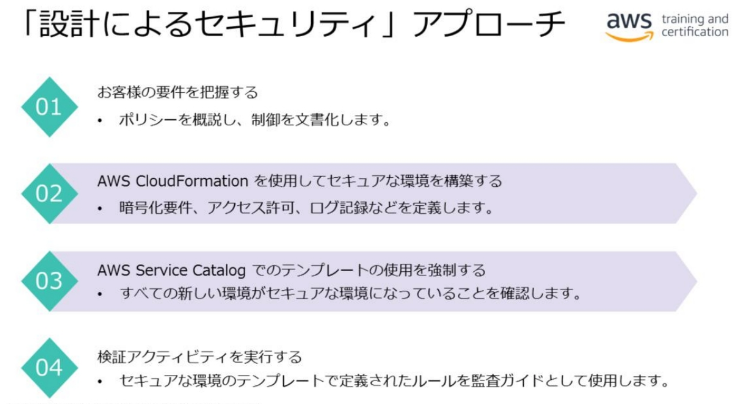 「設計によるセキュリティ」アプローチ
aws training and
certification
01
お客様の要件を把握する
• ポリシーを概説し、制御を文書化します。
02
AWS CloudFormation を使用してセキュアな環境を構築する
• 暗号化要件、アクセス許可、ログ記録などを定義します。
03
AWS Service Catalog でのテンプレートの使用を強制する
• すべての新しい環境がセキュアな環境になっていることを確認します。
04
検証アクティビティを実行する
• セキュアな環境のテンプレートで定義されたルールを監査ガイドとして使用します。